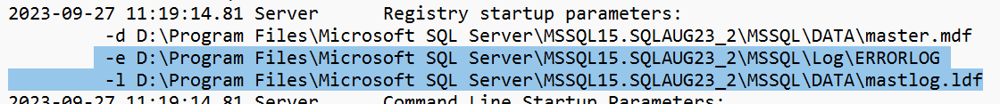 2023-09-27 11:19:14.81 Server      Registry startup parameters:
-d D:\Program Files\Microsoft SQL Server\MSSQL15.SQLAUG23_2\MSSQL\DATA\master.mdf
-e D:\Program Files\Microsoft SQL Server\MSSQL15.SQLAUG23_2\MSSQL\Log\ERRORLOG
-l D:\Program Files\Microsoft SQL Server\MSSQL15.SQLAUG23_2\MSSQL\DATA\mastlog.ldf
2023-09-27 11:19:14.81 Server      Command Line Startup Parameters: